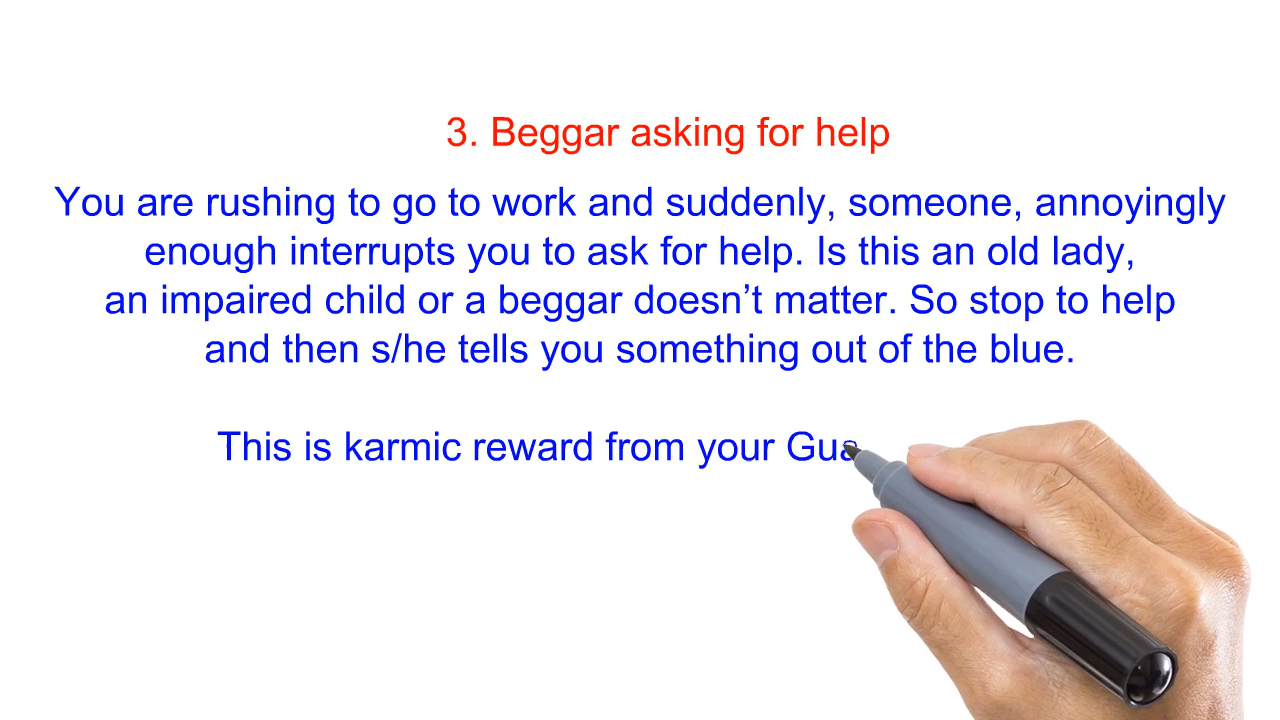 3. Beggar asking for help
You are rushing to go to work and suddenly, someone, annoyingly
enough interrupts you to ask for help. Is this an old lady,
an impaired child or a beggar doesn’t matter. So stop to help
and then s/he tells you something out of the blue.
This is karmic reward from your Gua